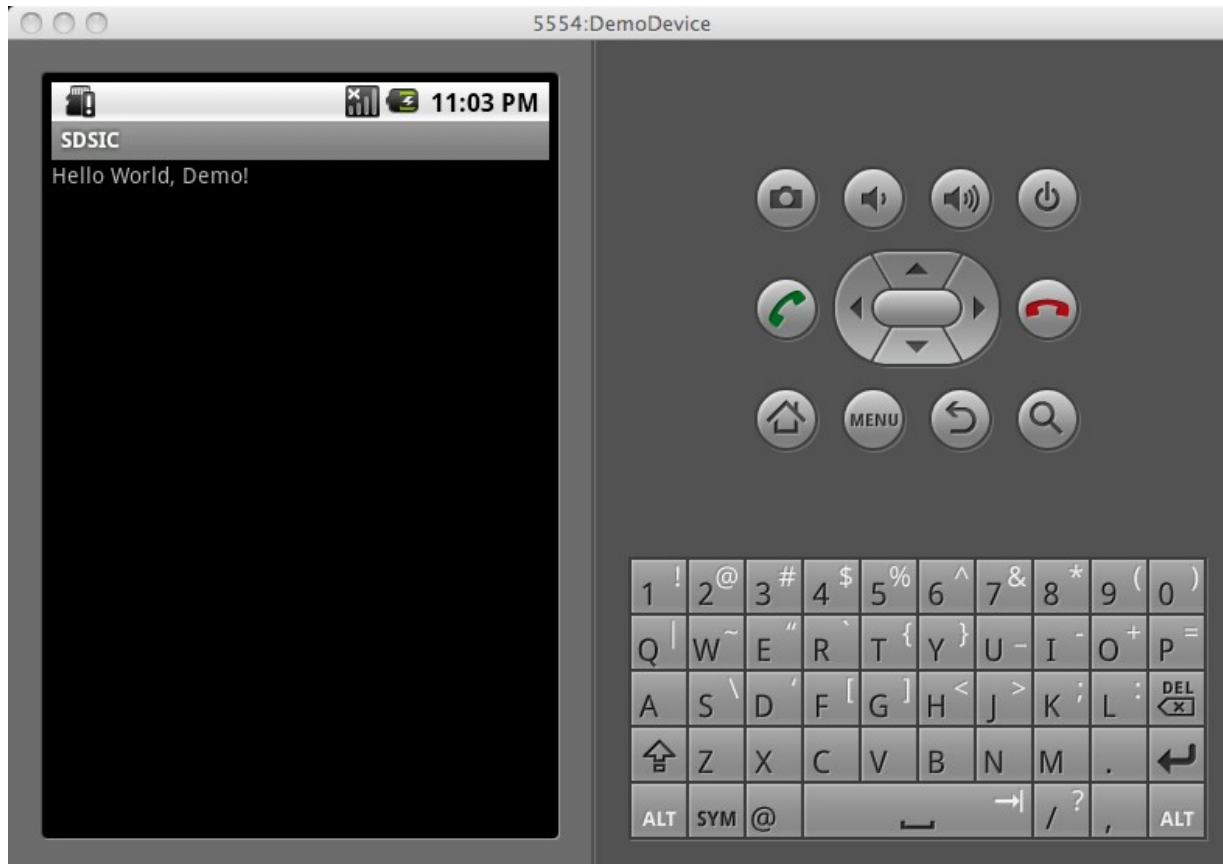 5554:DemoDevice
11:03 PM
SDSIC
Hello World, Demo!
MENU
1 ! 2 @ 3 # 4 $ 5 % 6 ^ 7 & 8 * 9 ( 0 )
Q | W ~ E " R ` T { Y } U _ I - O + P =
A S \ D ' F [ G ] H < J > K ; L : DEL
Z X C V B N M .
ALT SYM @ / ? , ALT